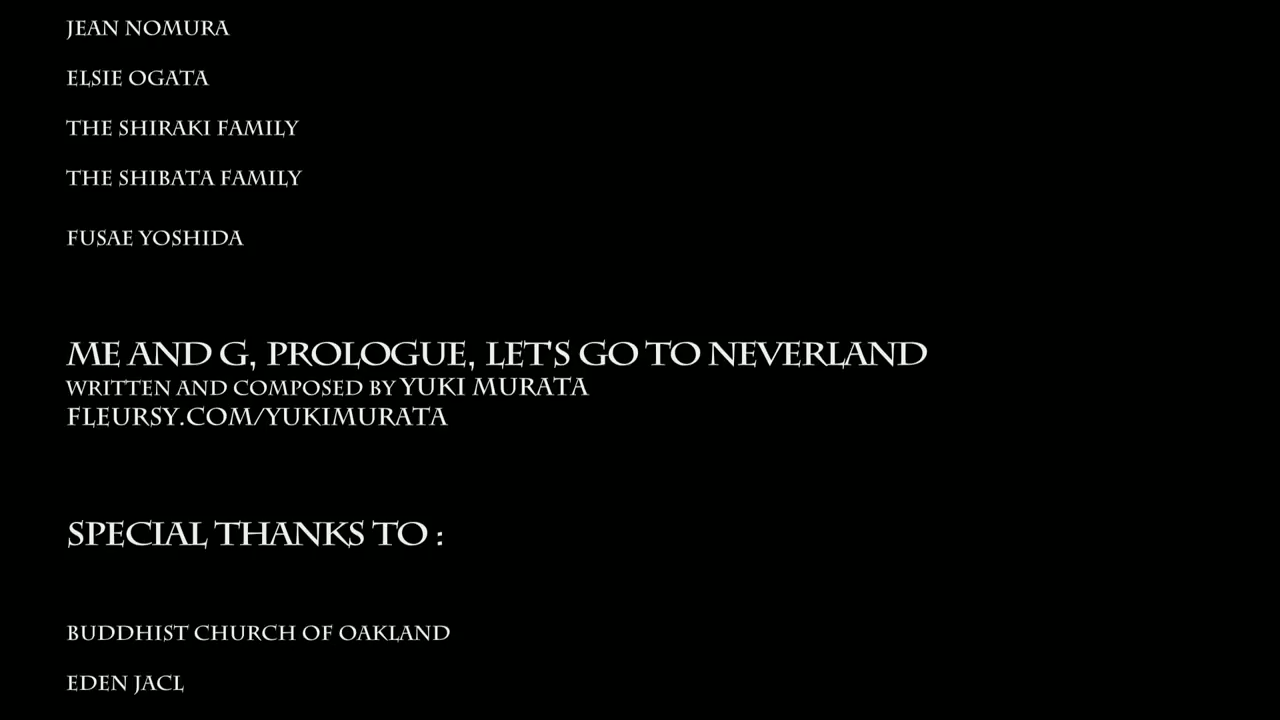 JEAN NOMURA
ELSIE OGATA
THE SHIRAKI FAMILY
THE SHIBATA FAMILY
FUSAE YOSHIDA
ME AND G, PROLOGUE, LET'S GO TO NEVERLAND
WRITTEN AND COMPOSED BY YUKI MURATA
FLEURSY.COM/YUKIMURATA
SPECIAL THANKS TO :
BUDDHIST CHURCH OF OAKLAND
EDEN JACL